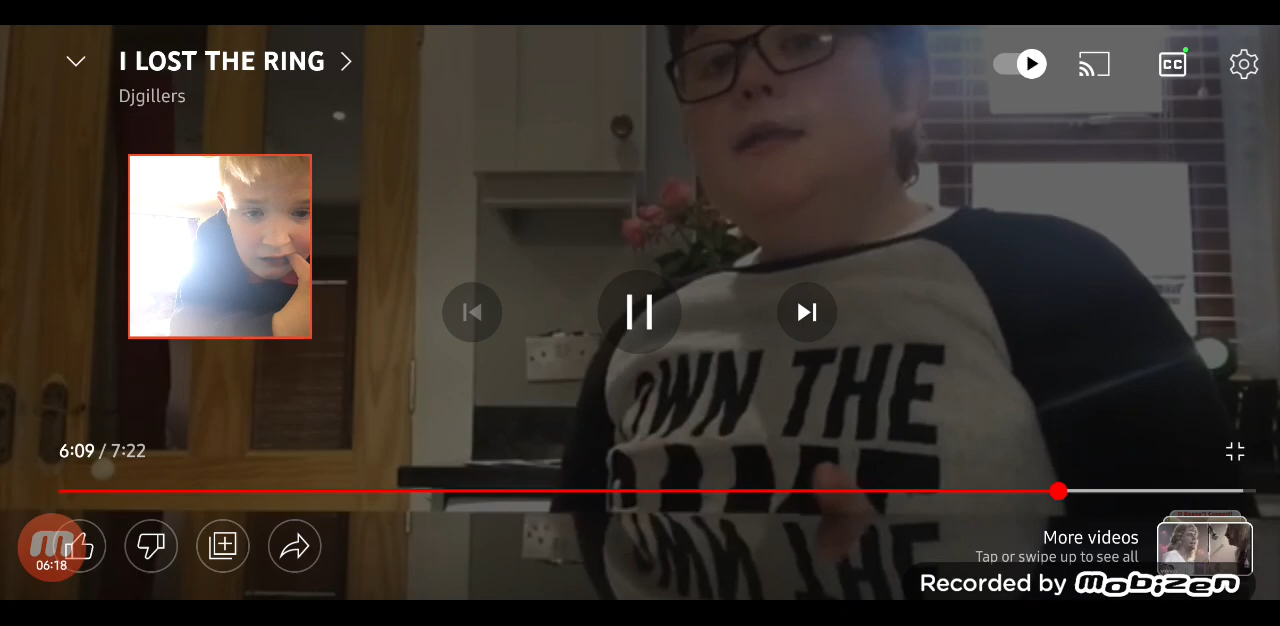 I LOST THE RING
Djgillers
CC
OWN THE
6:09 / 7:22
06:18
More videos
Tap or swipe up to see all
Recorded by mobizen